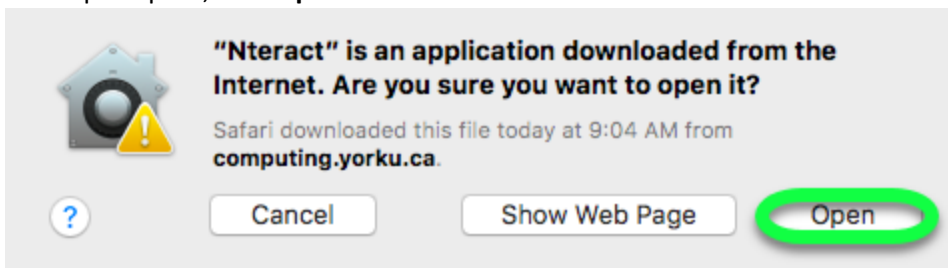 “Nteract” is an application downloaded from the
Internet. Are you sure you want to open it?
Safari downloaded this file today at 9:04 AM from
computing.yorku.ca.
?
Cancel
Show Web Page
Open